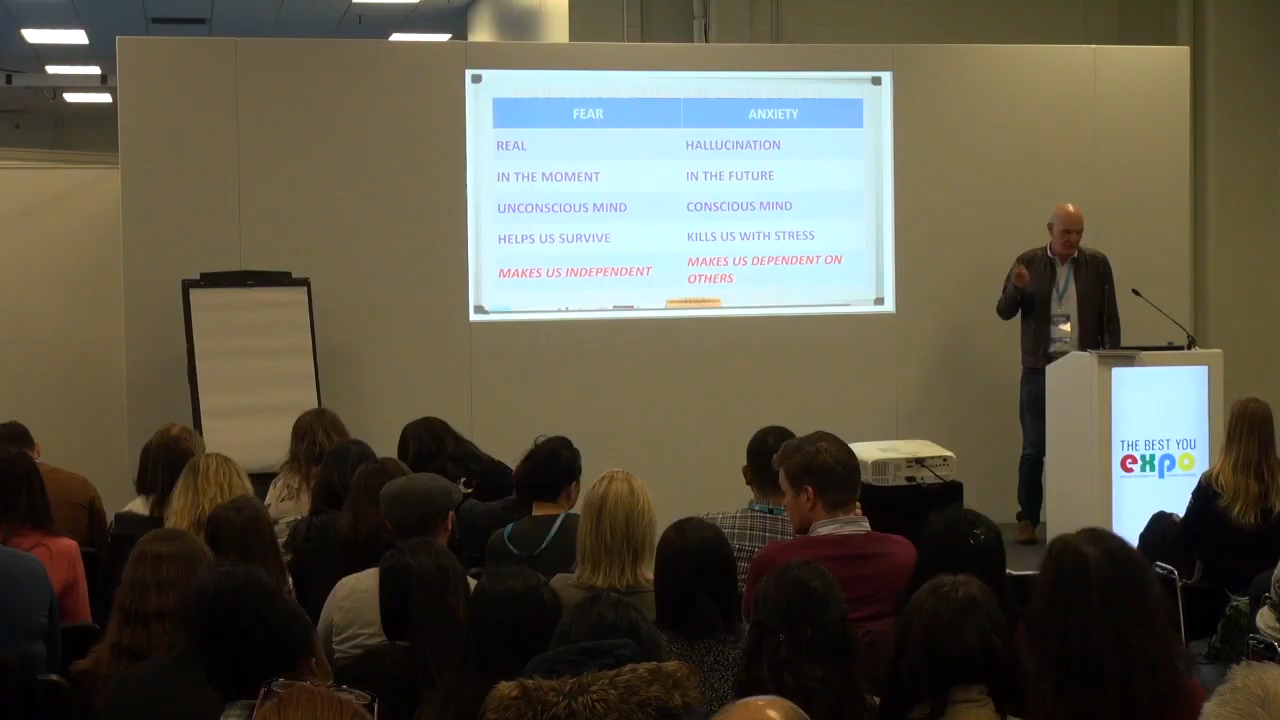 FEAR ANXIETY
REAL HALLUCINATION
IN THE MOMENT IN THE FUTURE
UNCONSCIOUS MIND CONSCIOUS MIND
HELPS US SURVIVE KILLS US WITH STRESS
MAKES US INDEPENDENT MAKES US DEPENDENT ON
OTHERS
THE BEST YOU
expo